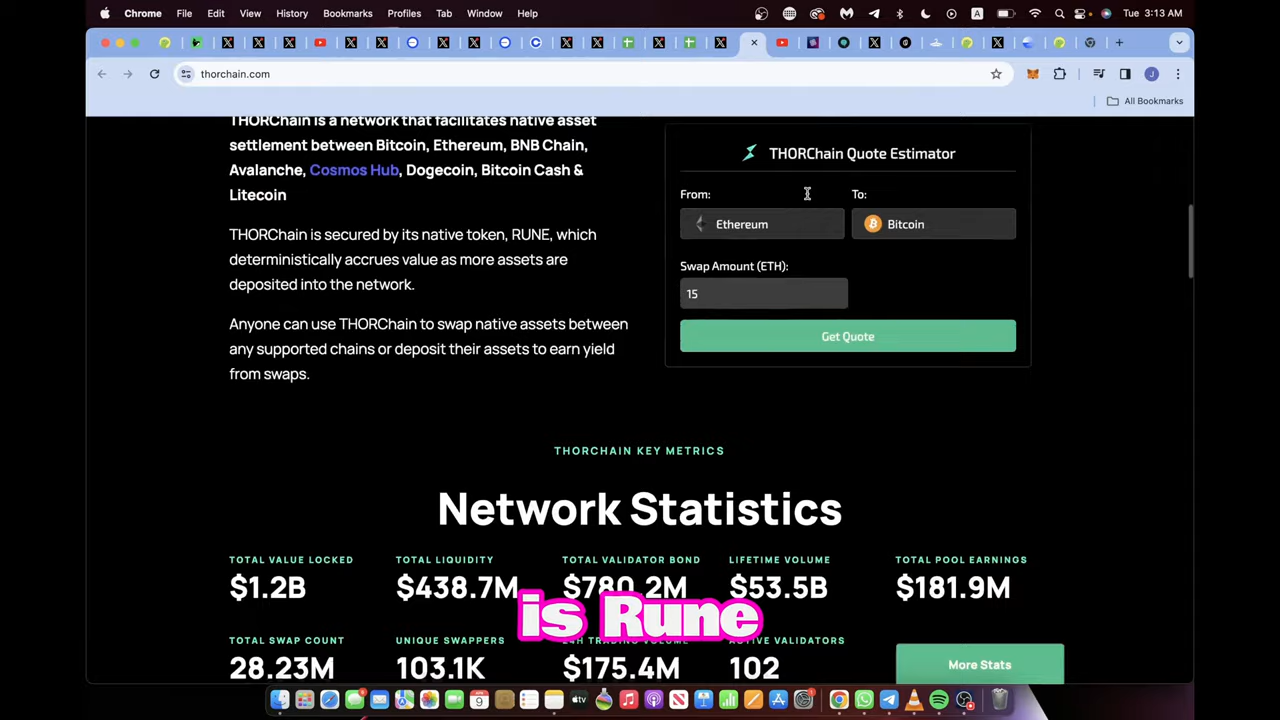 Chrome File Edit View History Bookmarks Profiles Tab Window Help
A
Tue 3:13 AM
thorchain.com
J
All Bookmarks
THORChain is a network that facilitates native asset
settlement between Bitcoin, Ethereum, BNB Chain,
Avalanche, Cosmos Hub, Dogecoin, Bitcoin Cash &
Litecoin
THORChain is secured by its native token, RUNE, which
deterministically accrues value as more assets are
deposited into the network.
Anyone can use THORChain to swap native assets between
any supported chains or deposit their assets to earn yield
from swaps.
THORChain Quote Estimator
From:
To:
Ethereum
Bitcoin
Swap Amount (ETH):
15
Get Quote
THORCHAIN KEY METRICS
Network Statistics
TOTAL VALUE LOCKED
$1.2B
TOTAL LIQUIDITY
$438.7M
TOTAL VALIDATOR BOND
$780.2M
LIFETIME VOLUME
$53.5B
TOTAL POOL EARNINGS
$181.9M
is Rune
TOTAL SWAP COUNT
28.23M
UNIQUE SWAPPERS
103.1K
VOLUME
$175.4M
VALIDATORS
102
More Stats